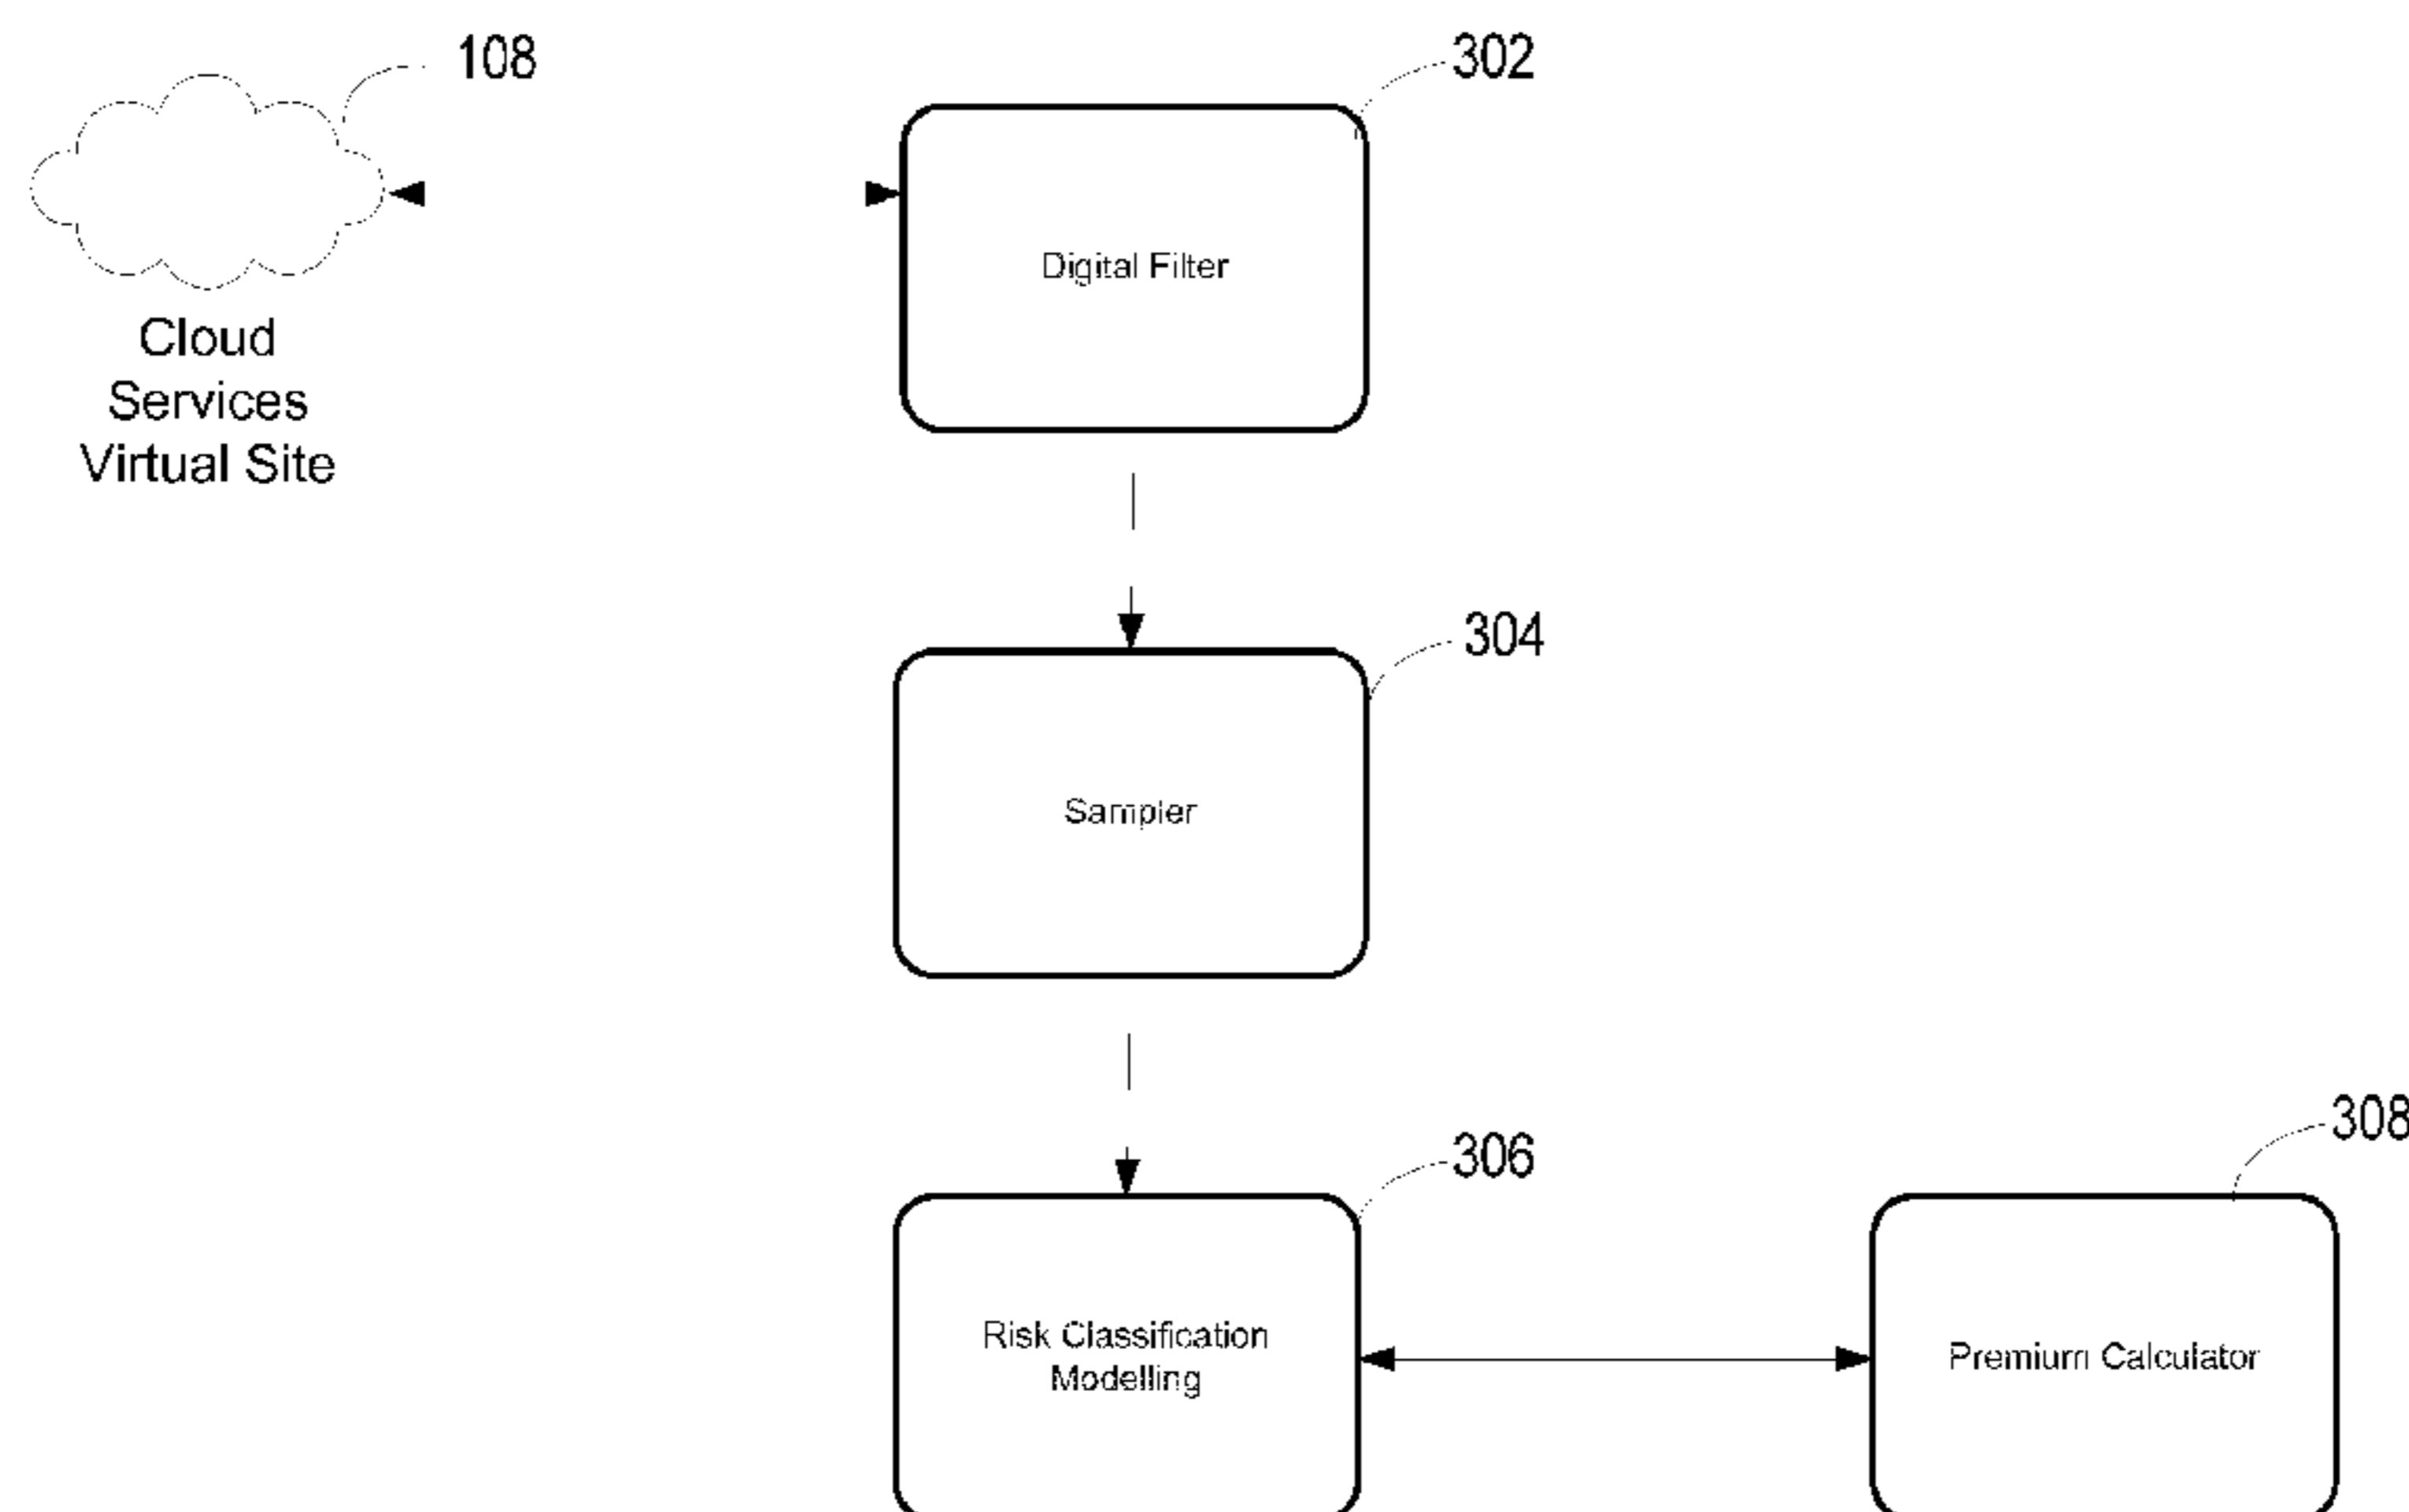 108
302
Digital Filter
Cloud
Services
Virtual Site
304
Sampler
306
308
Risk Classification
Modelling
Premium Calculator